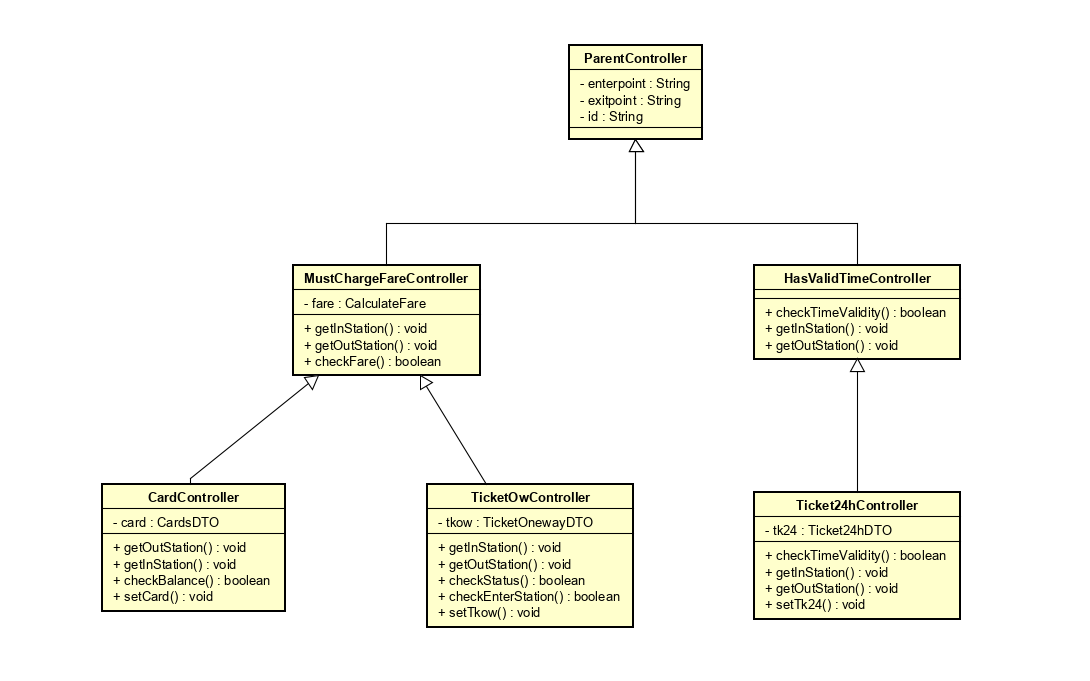 ParentController
- enterpoint : String
- exitpoint : String
- id : String
MustChargeFareController
- fare : CalculateFare
+ getInStation() : void
+ getOutStation() : void
+ checkFare() : boolean
HasValidTimeController
+ checkTimeValidity() : boolean
+ getInStation() : void
+ getOutStation() : void
CardController
- card : CardsDTO
+ getOutStation() : void
+ getInStation() : void
+ checkBalance() : boolean
+ setCard() : void
TicketOwController
- tkow : TicketOnewayDTO
+ getInStation() : void
+ getOutStation() : void
+ checkStatus() : boolean
+ checkEnterStation() : boolean
+ setTkow() : void
Ticket24hController
- tk24 : Ticket24hDTO
+ checkTimeValidity() : boolean
+ getInStation() : void
+ getOutStation() : void
+ setTk24() : void